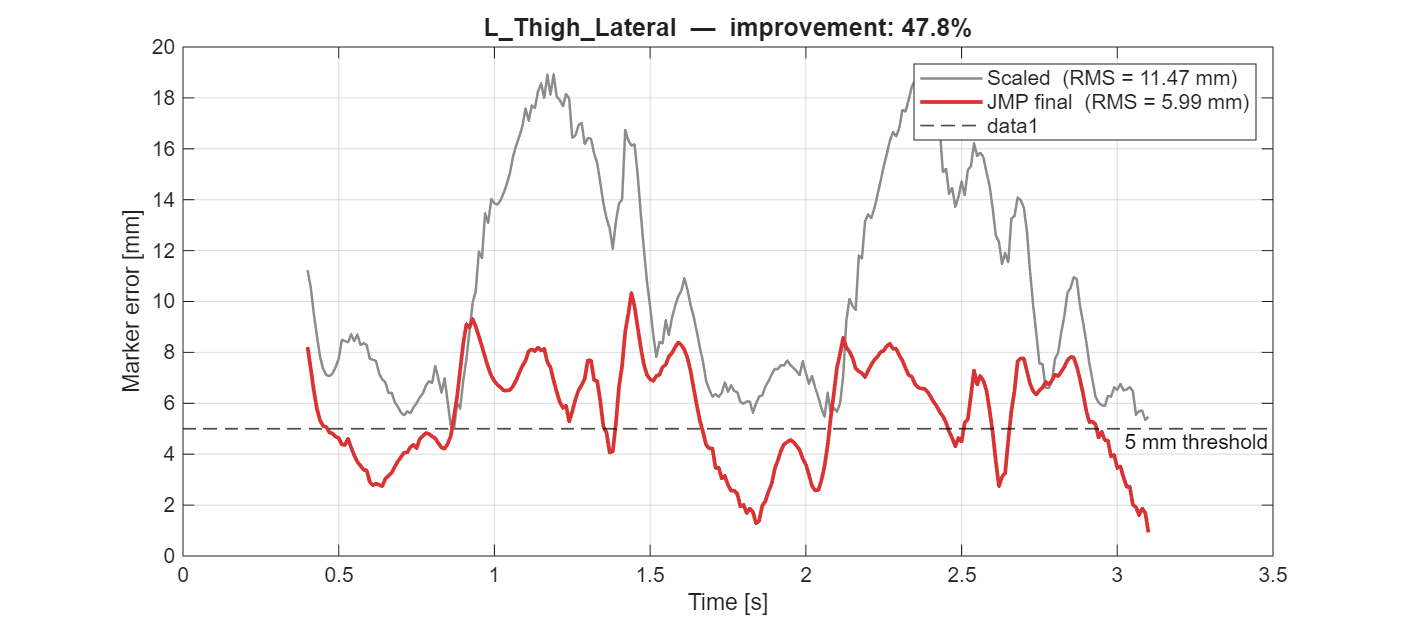 L_Thigh_Lateral — improvement: 47.8%
20
18
16
14
12
10
8
6
4
2
0
Marker error [mm]
Scaled (RMS = 11.47 mm)
JMP final (RMS = 5.99 mm)
data1
5 mm threshold
0 0.5 1 1.5 2 2.5 3 3.5
Time [s]